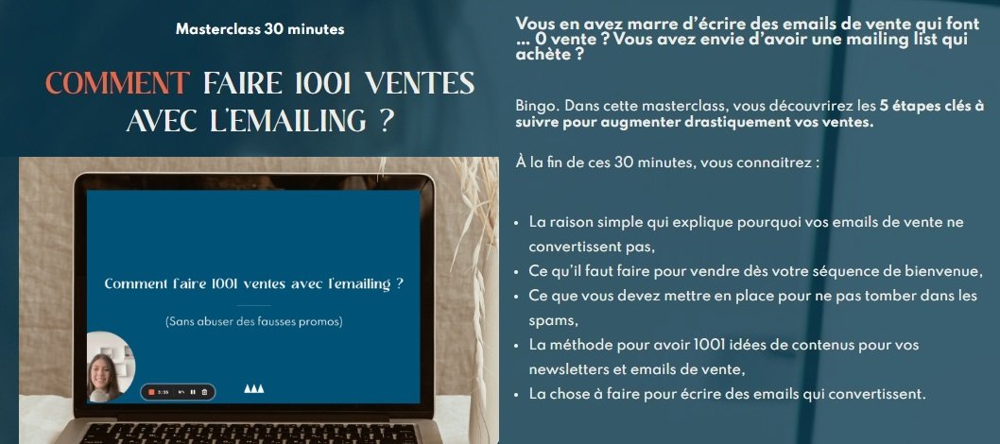 Masterclass 30 minutes
COMMENT FAIRE 1001 VENTES
AVEC L'EMAILING ?
Comment faire 1001 ventes avec l'emailing ?
(Sans abuser des fausses promos)
Vous en avez marre d'écrire des emails de vente qui font
... 0 vente ? Vous avez envie d'avoir une mailing list qui
achète ?
Bingo. Dans cette masterclass, vous découvrirez les 5 étapes clés à
suivre pour augmenter drastiquement vos ventes.
À la fin de ces 30 minutes, vous connaitrez :
• La raison simple qui explique pourquoi vos emails de vente ne
convertissent pas,
• Ce qu'il faut faire pour vendre dès votre séquence de bienvenue,
• Ce que vous devez mettre en place pour ne pas tomber dans les
spams,
• La méthode pour avoir 1001 idées de contenus pour vos
newsletters et emails de vente,
• La chose à faire pour écrire des emails qui convertissent.